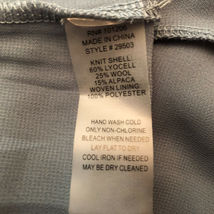 RN# 101206
MADE IN CHINA
STYLE # 29503
KNIT SHELL
60% LYOCELL
25% WOOL
15% ALPACA
WOVEN LINING:
100% POLYESTER
HAND WASH COLD
ONLY NON-CHLORINE
BLEACH WHEN NEEDED
LAY FLAT TO DRY
COOL IRON IF NEEDED
MAY BE DRY CLEANED